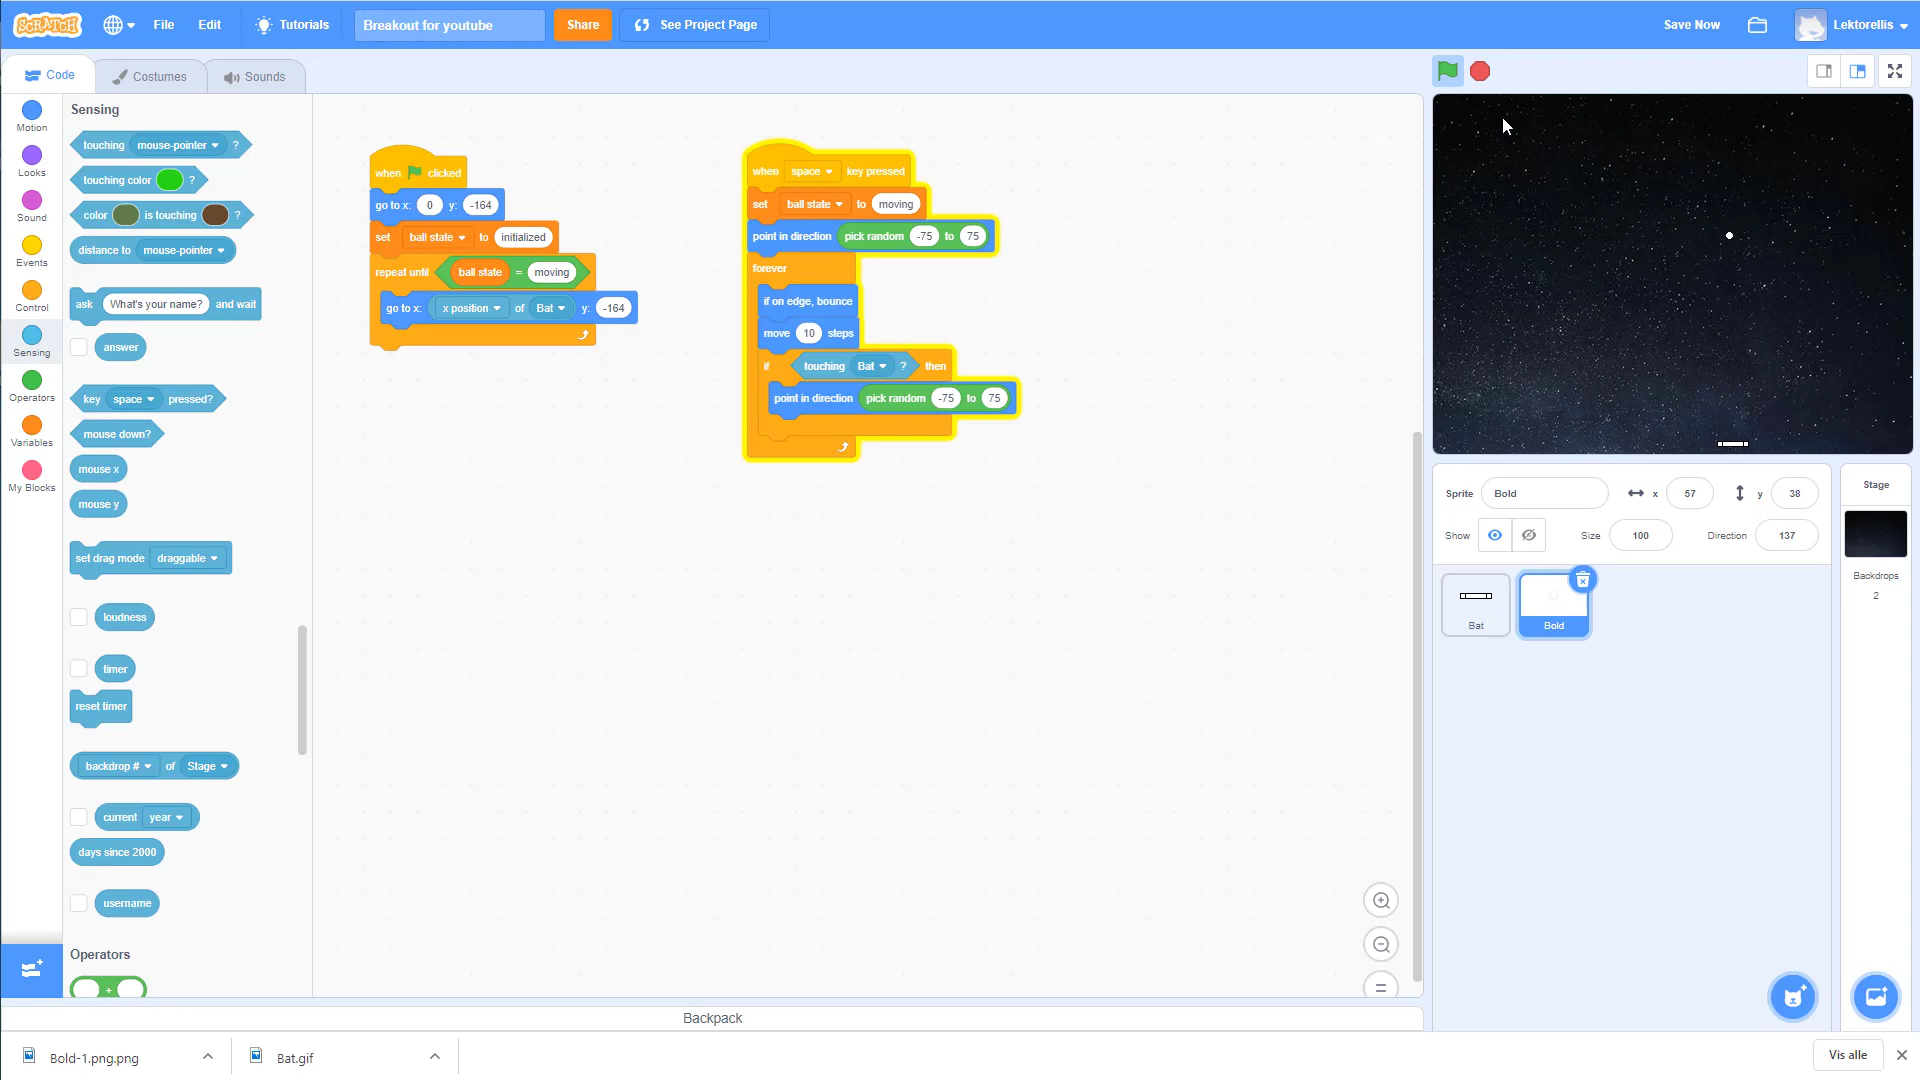 SCRATCH File Edit Tutorials Breakout for youtube Share See Project Page Save Now Lektorellis
Code Costumes Sounds
Motion
Looks
Sound
Events
Control
Sensing
Operators
Variables
My Blocks
Sensing
touching mouse-pointer ?
touching color ?
color is touching ?
distance to mouse-pointer
ask What's your name? and wait
answer
key space pressed?
mouse down?
mouse x
mouse y
set drag mode draggable
loudness
timer
reset timer
backdrop # of Stage
current year
days since 2000
username
Operators
+
when clicked
go to x: 0 y: -164
set ball state to initialized
repeat until ball state = moving
go to x: x position of Bat y: -164
when space key pressed
set ball state to moving
point in direction pick random -75 to 75
forever
if on edge, bounce
move 10 steps
if touching Bat ? then
point in direction pick random -75 to 75
Sprite Bold x 57 y 38
Show Size 100 Direction 137
Bat
Bold
Stage
Backdrops
2
Backpack
Bold-1.png.png
Bat.gif
Vis alle